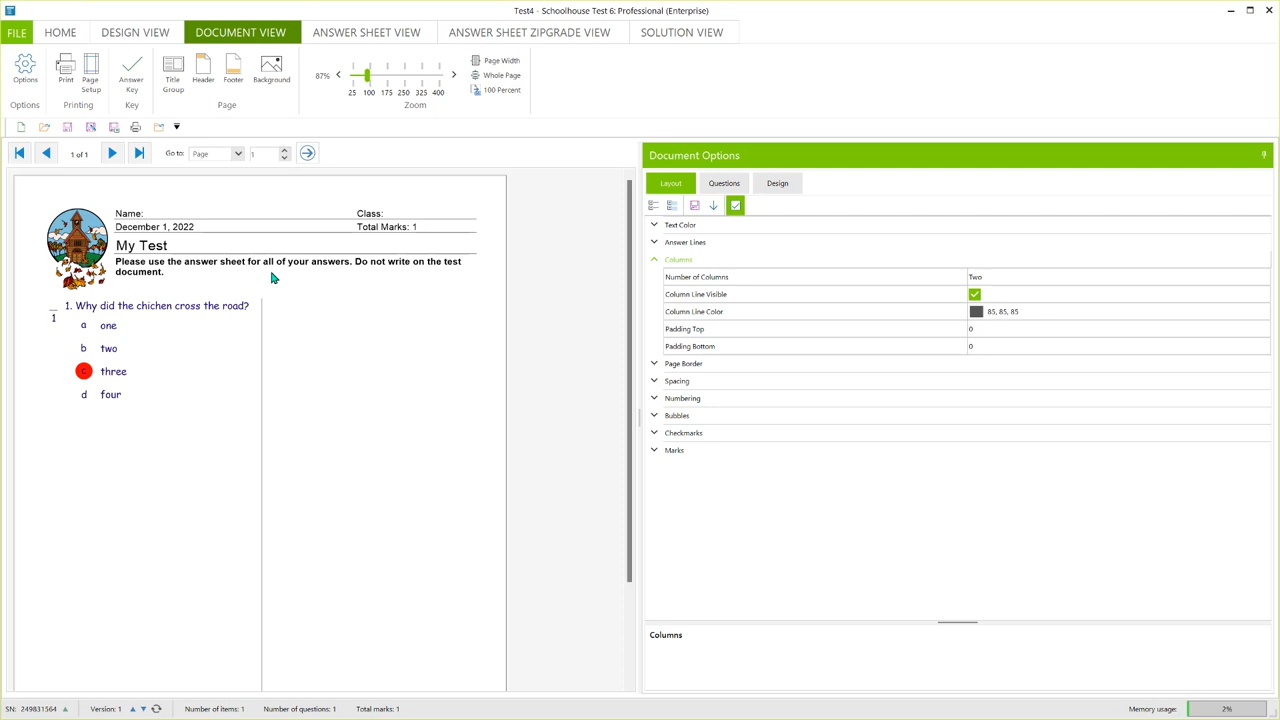 Test4 - Schoolhouse Test 6: Professional (Enterprise)
FILE HOME DESIGN VIEW DOCUMENT VIEW ANSWER SHEET VIEW ANSWER SHEET ZIPGRADE VIEW SOLUTION VIEW
Options Print Page Setup Answer Key Title Group Header Footer Background 87% 25 100 175 250 325 400 Page Width
Whole Page
100 Percent
Options Printing Key Page Zoom
1 of 1 Go to: Page 1
Document Options
Layout Questions Design
Name: Class:
December 1, 2022 Total Marks: 1
My Test
Please use the answer sheet for all of your answers. Do not write on the test
document.
1. Why did the chichen cross the road?
1
a one
b two
c three
d four
Text Color
Answer Lines
Columns
Number of Columns Two
Column Line Visible
Column Line Color 85, 85, 85
Padding Top 0
Padding Bottom 0
Page Border
Spacing
Numbering
Bubbles
Checkmarks
Marks
Columns
SN: 249831564 Version: 1 Number of items: 1 Number of questions: 1 Total marks: 1 Memory usage: 2%